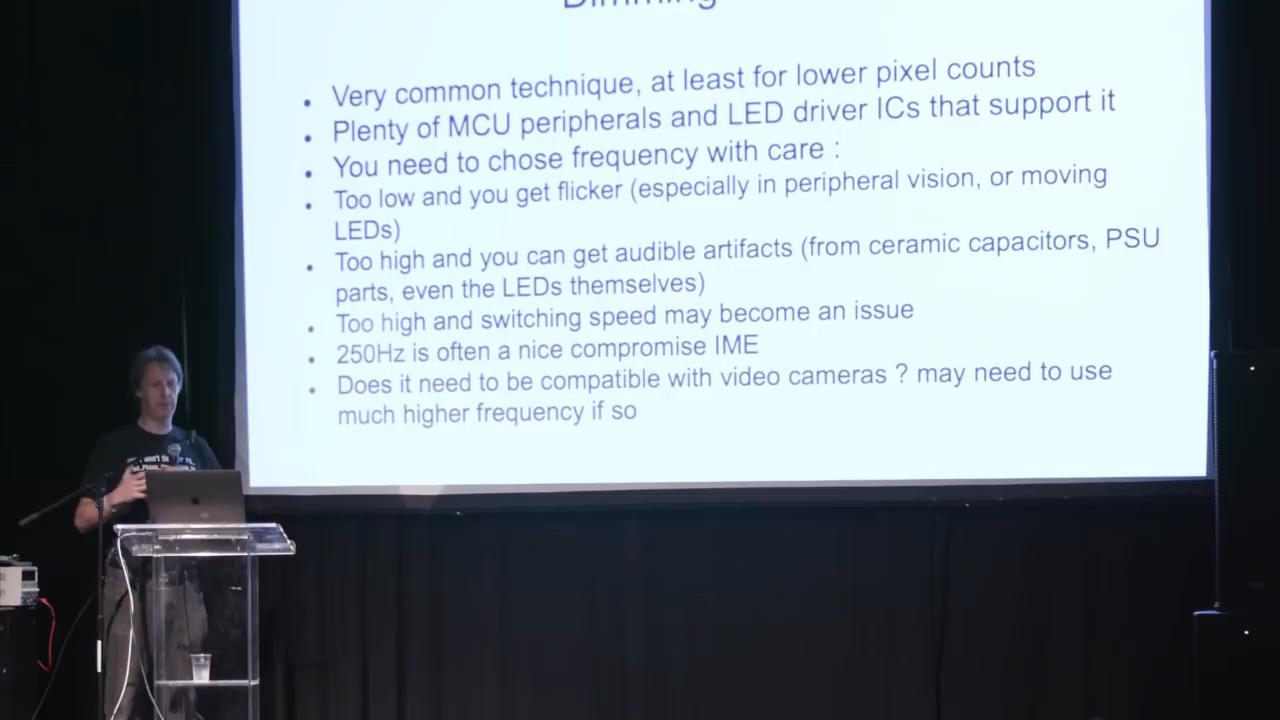 Dimming
• Very common technique, at least for lower pixel counts
• Plenty of MCU peripherals and LED driver ICs that support it
• You need to chose frequency with care :
• Too low and you get flicker (especially in peripheral vision, or moving
LEDs)
• Too high and you can get audible artifacts (from ceramic capacitors, PSU
parts, even the LEDs themselves)
• Too high and switching speed may become an issue
• 250Hz is often a nice compromise IME
• Does it need to be compatible with video cameras ? may need to use
much higher frequency if so